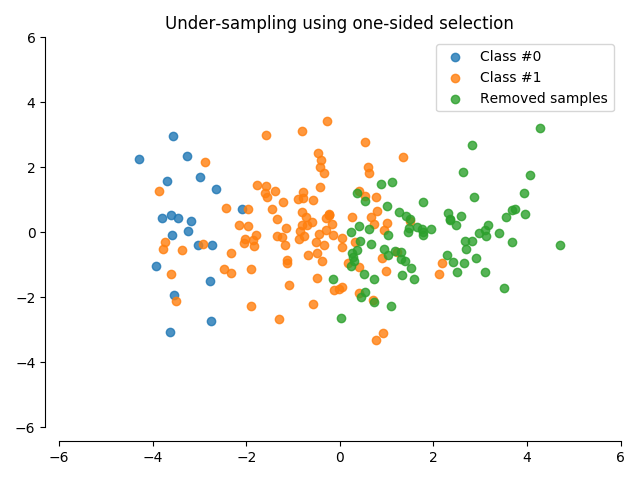 Under-sampling using one-sided selection
Class #0
Class #1
Removed samples
6
4
2
0
−2
−4
−6
−6 −4 −2 0 2 4 6